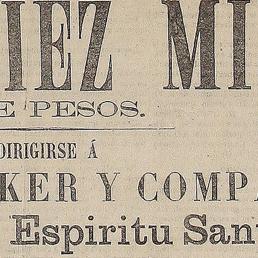 IEZ MI
E PESOS.
DIRIGIRSE Á
KER Y COMPA
Espiritu San